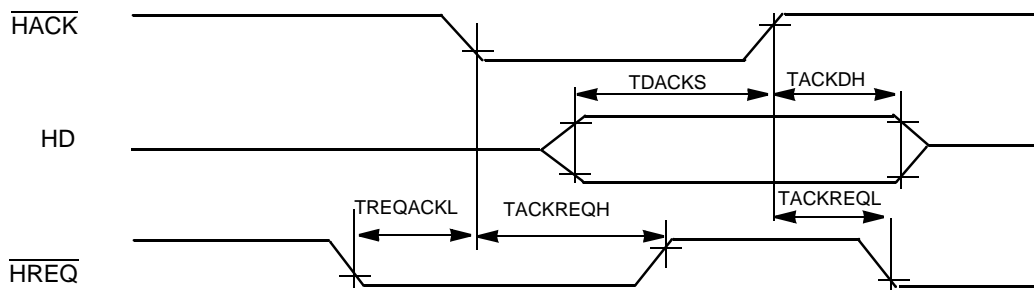 HACK
TDACKS
TACKDH
HD
TREQACKL
TACKREQH
TACKREQL
HREQ